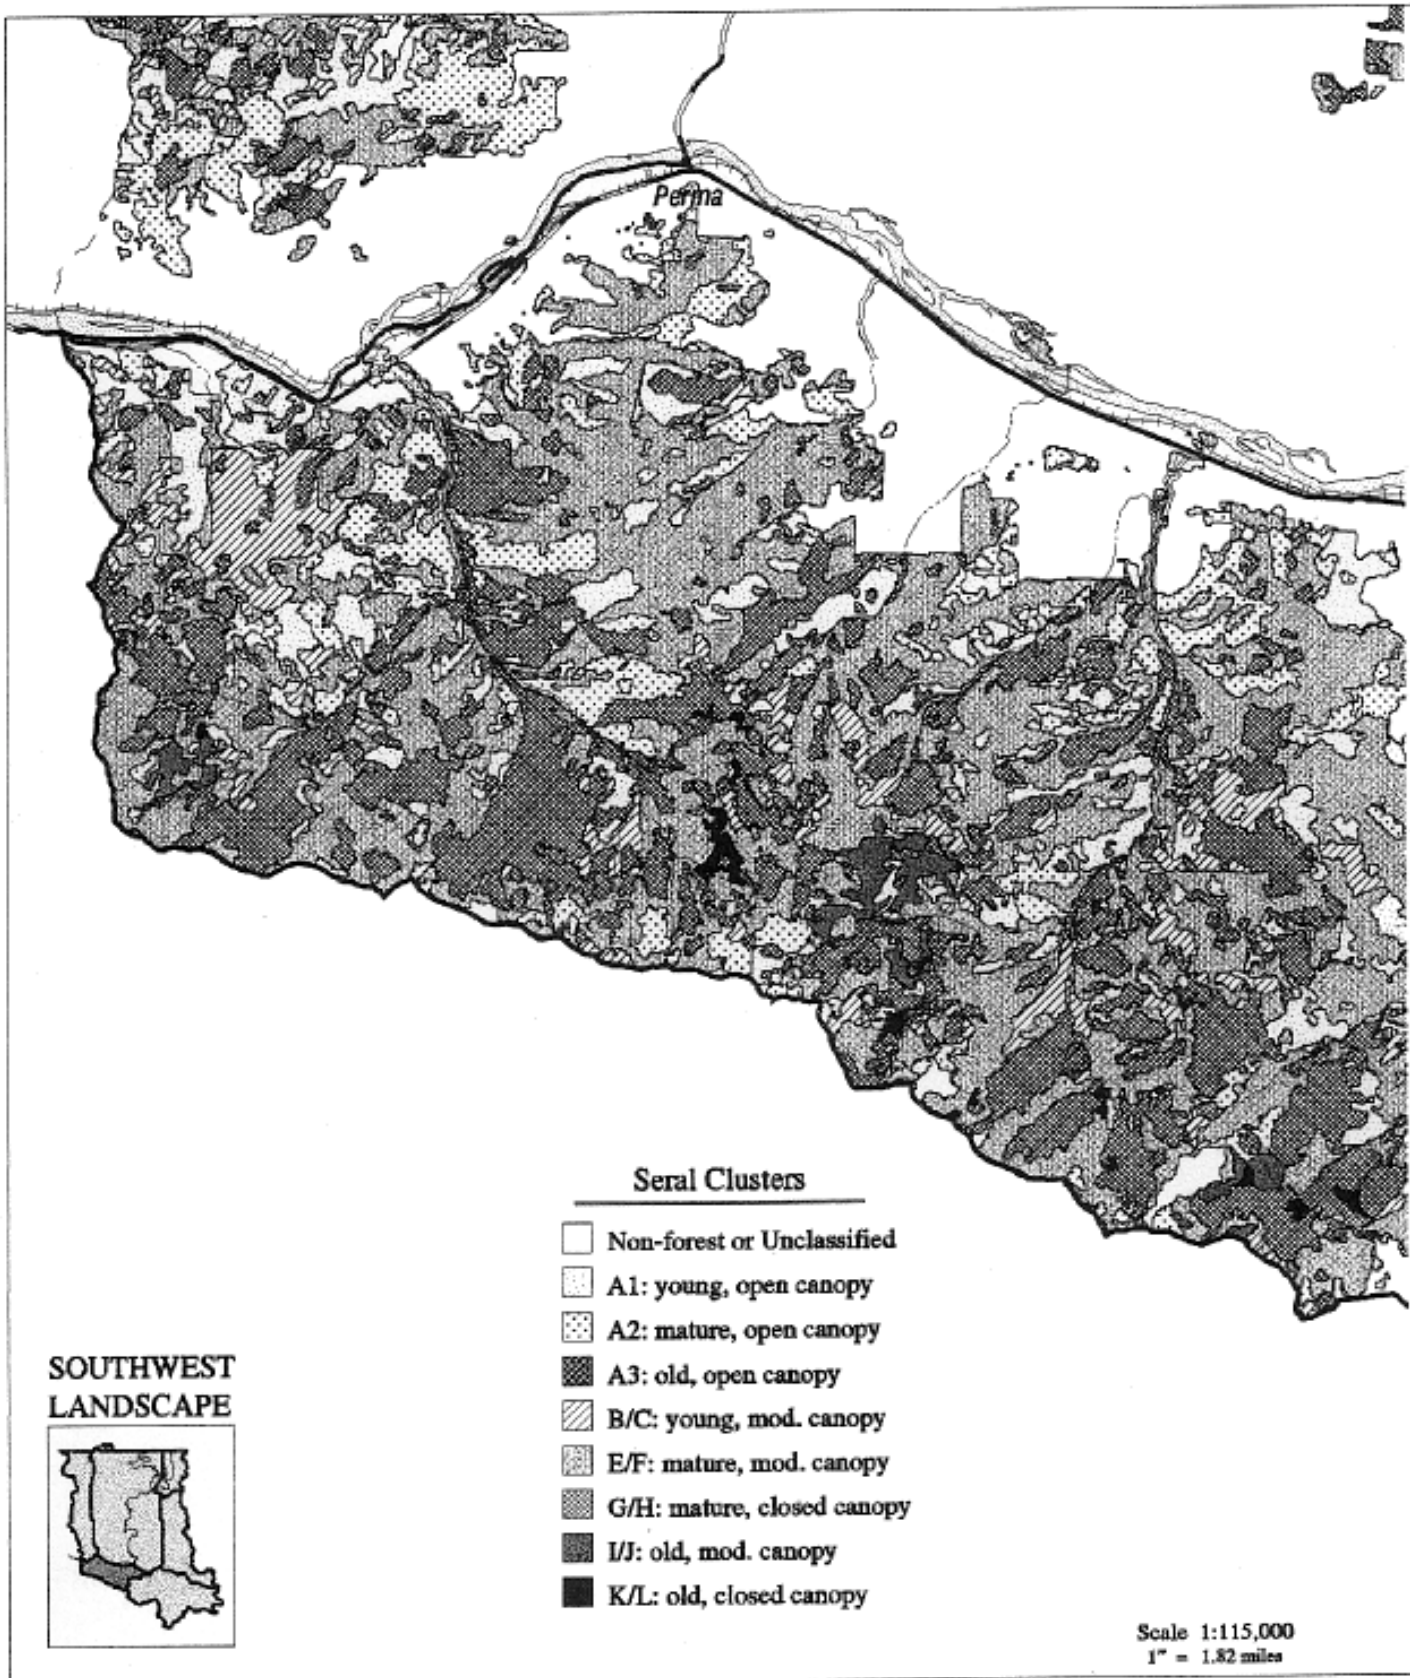 Perma
Seral Clusters
Non-forest or Unclassified
A1: young, open canopy
A2: mature, open canopy
A3: old, open canopy
B/C: young, mod. canopy
E/F: mature, mod. canopy
G/H: mature, closed canopy
I/J: old, mod. canopy
K/L: old, closed canopy
SOUTHWEST
LANDSCAPE
Scale 1:115,000
1" = 1.82 miles